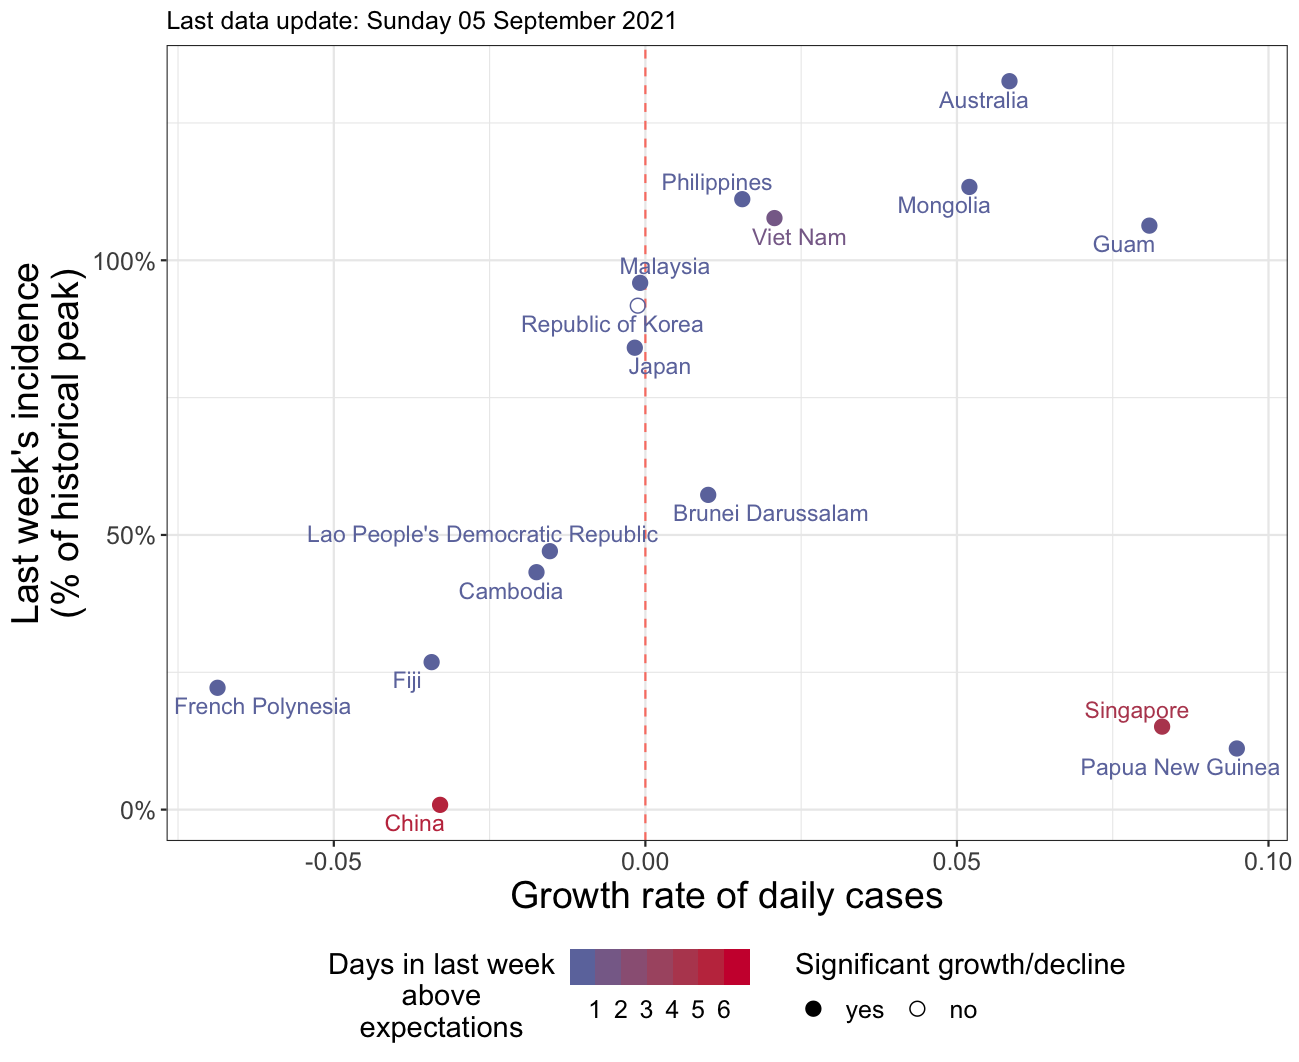 Last data update: Sunday 05 September 2021
Last week's incidence
(% of historical peak)
100%
50%
0%
Australia
Philippines
Mongolia
Viet Nam
Guam
Malaysia
Republic of Korea
Japan
Brunei Darussalam
Lao People's Democratic Republic
Cambodia
Fiji
French Polynesia
Singapore
Papua New Guinea
China
-0.05 0.00 0.05 0.10
Growth rate of daily cases
Days in last week
above
expectations
1 2 3 4 5 6
Significant growth/decline
yes no